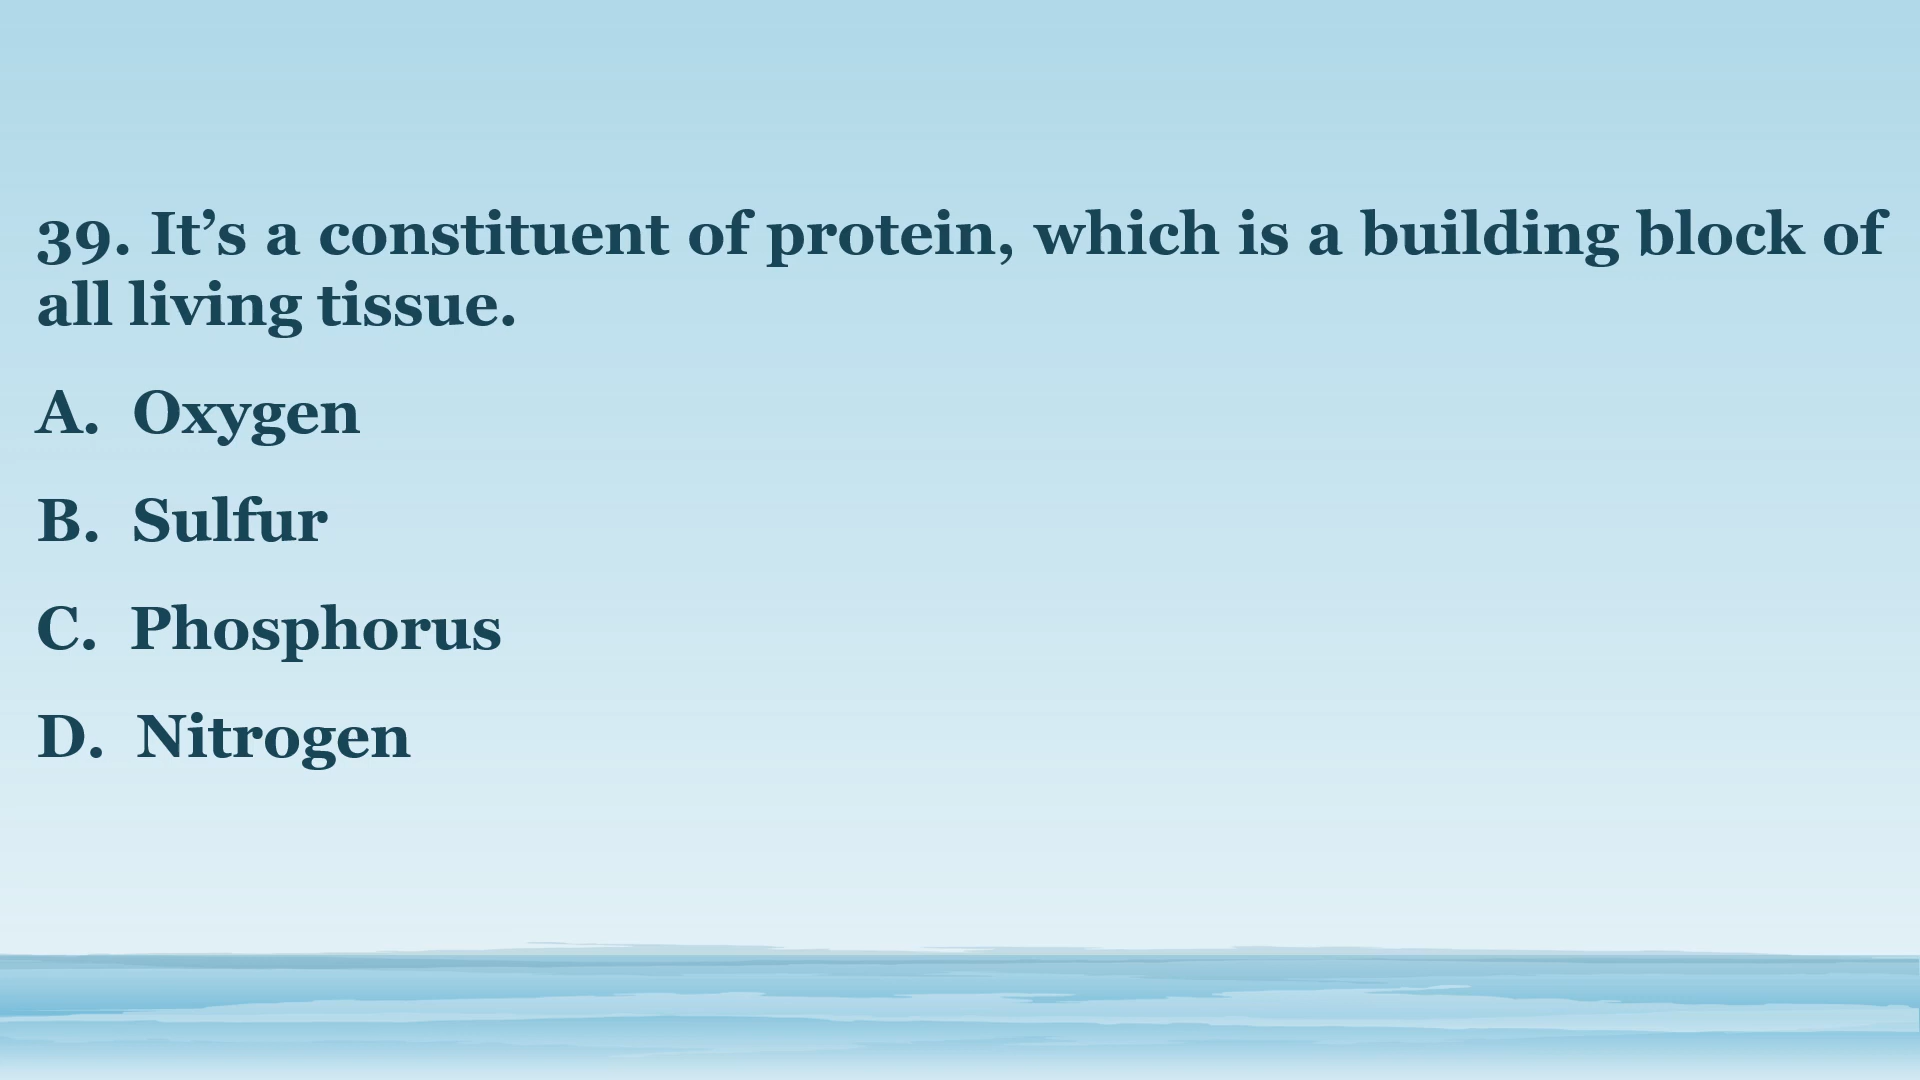 39. It’s a constituent of protein, which is a building block of
all living tissue.
A. Oxygen
B. Sulfur
C. Phosphorus
D. Nitrogen